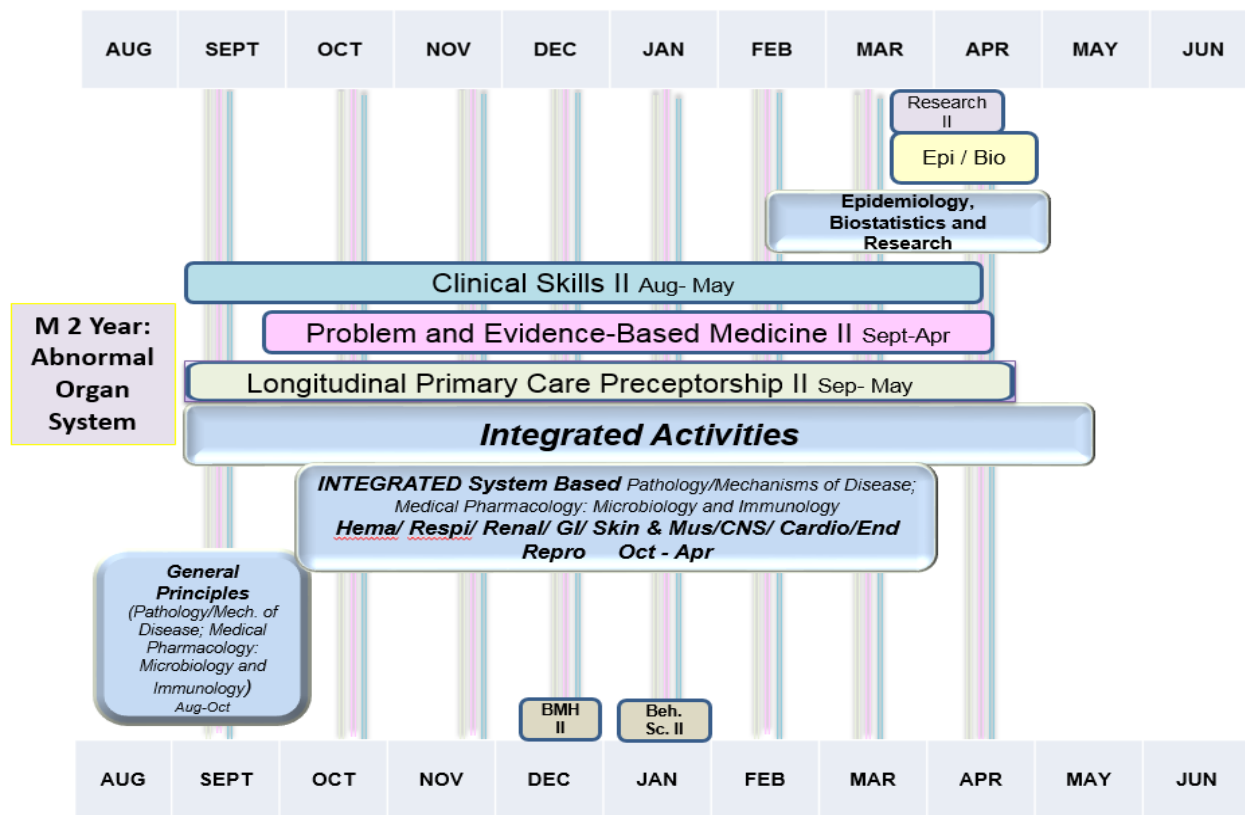 AUG SEPT OCT NOV DEC JAN FEB MAR APR MAY JUN
Research
II
Epi / Bio
Epidemiology,
Biostatistics and
Research
Clinical Skills II Aug- May
Problem and Evidence-Based Medicine II Sept-Apr
Longitudinal Primary Care Preceptorship II Sep- May
M 2 Year:
Abnormal
Organ
System
Integrated Activities
INTEGRATED System Based Pathology/Mechanisms of Disease;
Medical Pharmacology: Microbiology and Immunology
Hema/ Respi/ Renal/ GI/ Skin & Mus/CNS/ Cardio/End
Repro Oct - Apr
General
Principles
(Pathology/Mech. of
Disease; Medical
Pharmacology:
Microbiology and
Immunology)
Aug-Oct
BMH
II
Beh.
Sc. II
AUG SEPT OCT NOV DEC JAN FEB MAR APR MAY JUN